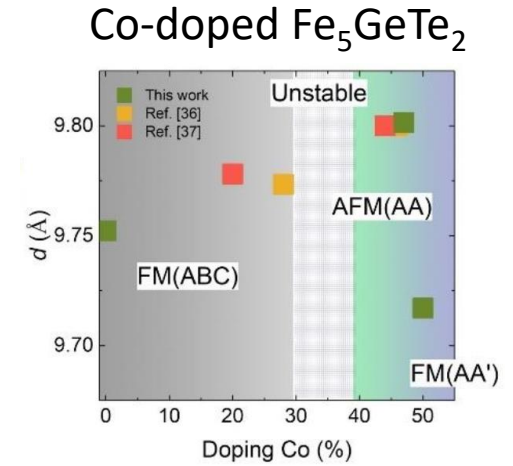 Co-doped Fe₅GeTe₂
This work
Ref. [36]
Ref. [37]
Unstable
AFM(AA)
FM(ABC)
FM(AA')
d (Å)
9.80
9.75
9.70
0 10 20 30 40 50
Doping Co (%)